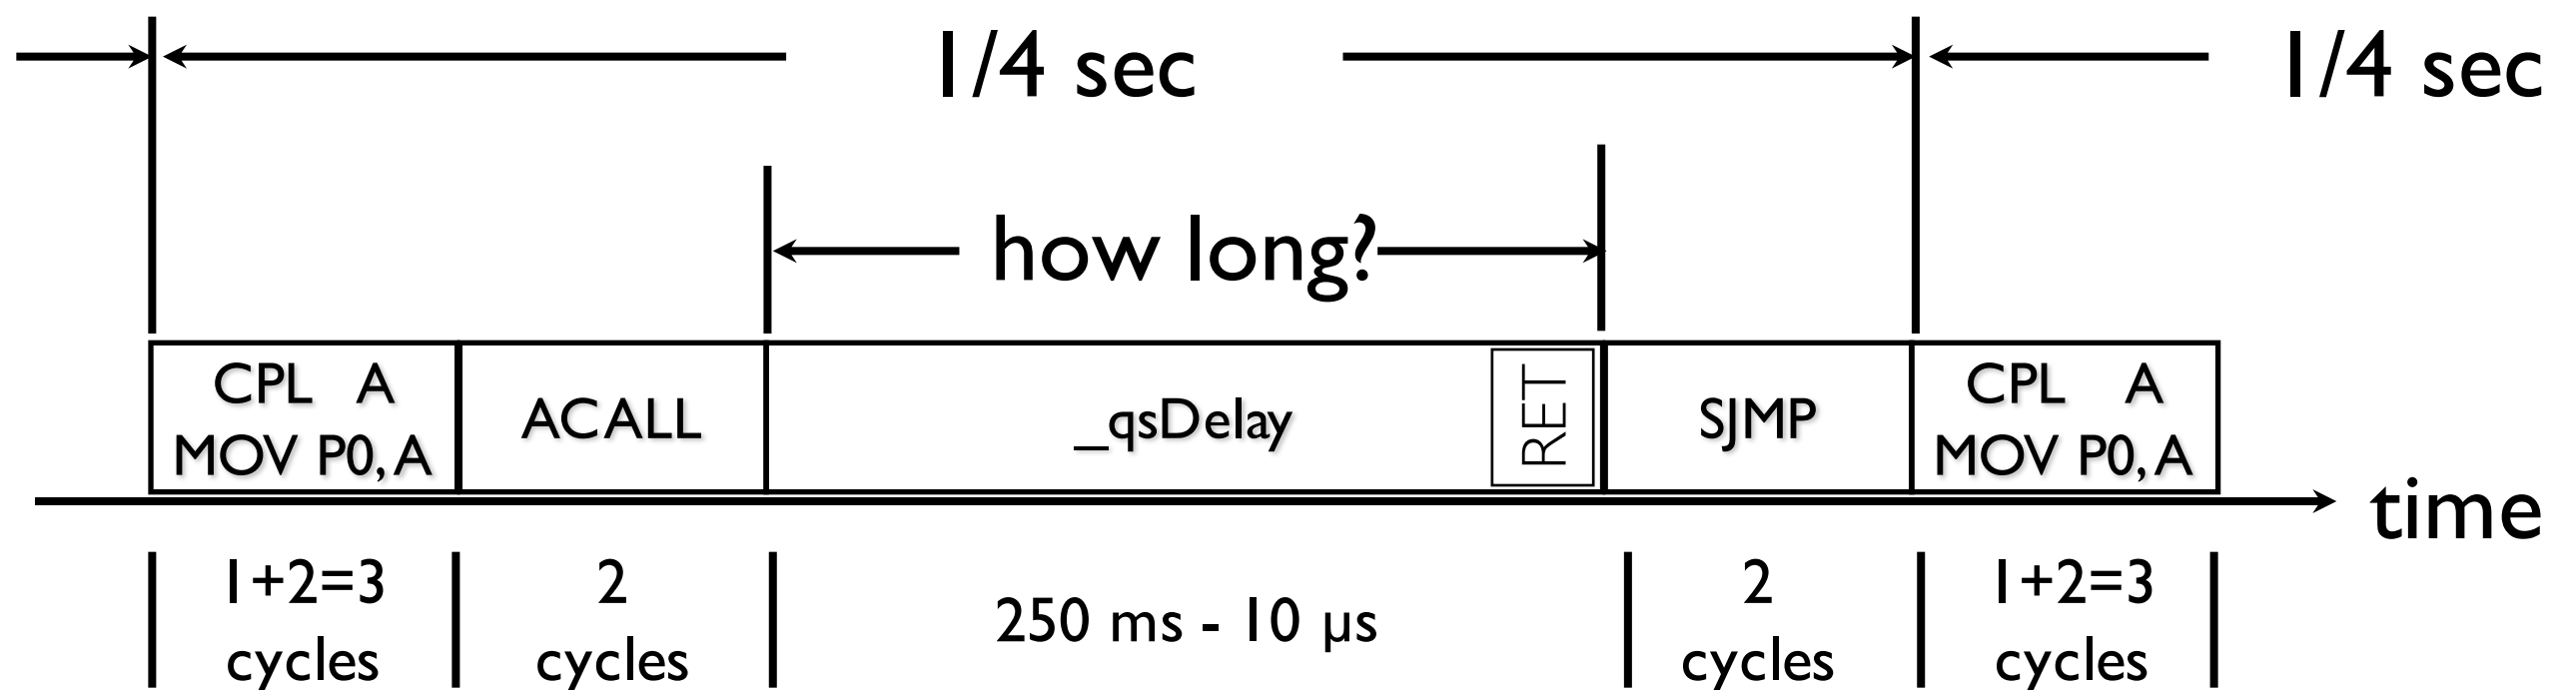 1/4 sec
1/4 sec
how long?
CPL A
MOV P0, A
ACALL
_qsDelay
RET
SJMP
CPL A
MOV P0, A
time
1+2=3
cycles
2
cycles
250 ms - 10 µs
2
cycles
1+2=3
cycles